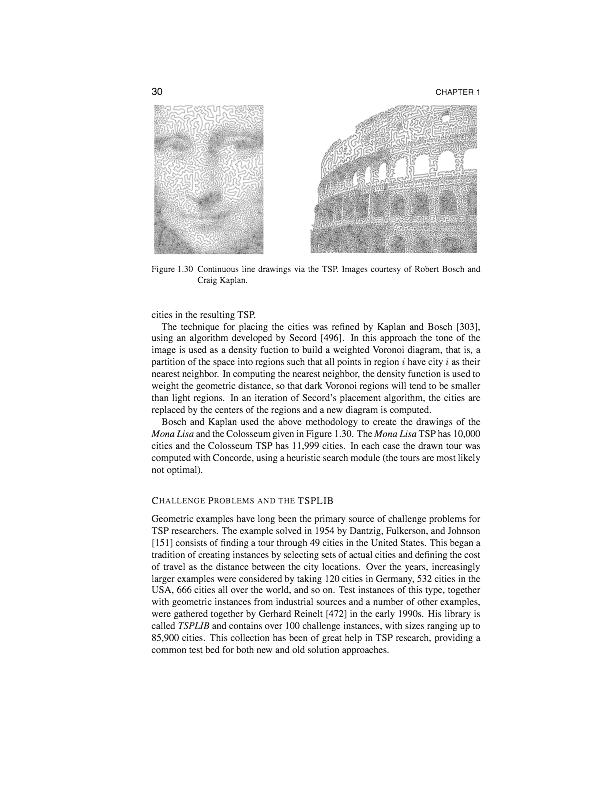 30
CHAPTER 1
Figure 1.30 Continuous line drawings via the TSP. Images courtesy of Robert Bosch and
Craig Kaplan.
cities in the resulting TSP.
The technique for placing the cities was refined by Kaplan and Bosch [303],
using an algorithm developed by Secord [496]. In this approach the tone of the
image is used as a density fuction to build a weighted Voronoi diagram, that is, a
partition of the space into regions such that all points in region i have city i as their
nearest neighbor. In computing the nearest neighbor, the density function is used to
weight the geometric distance, so that dark Voronoi regions will tend to be smaller
than light regions. In an iteration of Secord's placement algorithm, the cities are
replaced by the centers of the regions and a new diagram is computed.
Bosch and Kaplan used the above methodology to create the drawings of the
Mona Lisa and the Colosseum given in Figure 1.30. The Mona Lisa TSP has 10,000
cities and the Colosseum TSP has 11,999 cities. In each case the drawn tour was
computed with Concorde, using a heuristic search module (the tours are most likely
not optimal).
CHALLENGE PROBLEMS AND THE TSPLIB
Geometric examples have long been the primary source of challenge problems for
TSP researchers. The example solved in 1954 by Dantzig, Fulkerson, and Johnson
[151] consists of finding a tour through 49 cities in the United States. This began a
tradition of creating instances by selecting sets of actual cities and defining the cost
of travel as the distance between the city locations. Over the years, increasingly
larger examples were considered by taking 120 cities in Germany, 532 cities in the
USA, 666 cities all over the world, and so on. Test instances of this type, together
with geometric instances from industrial sources and a number of other examples,
were gathered together by Gerhard Reinelt [472] in the early 1990s. His library is
called TSPLIB and contains over 100 challenge instances, with sizes ranging up to
85,900 cities. This collection has been of great help in TSP research, providing a
common test bed for both new and old solution approaches.